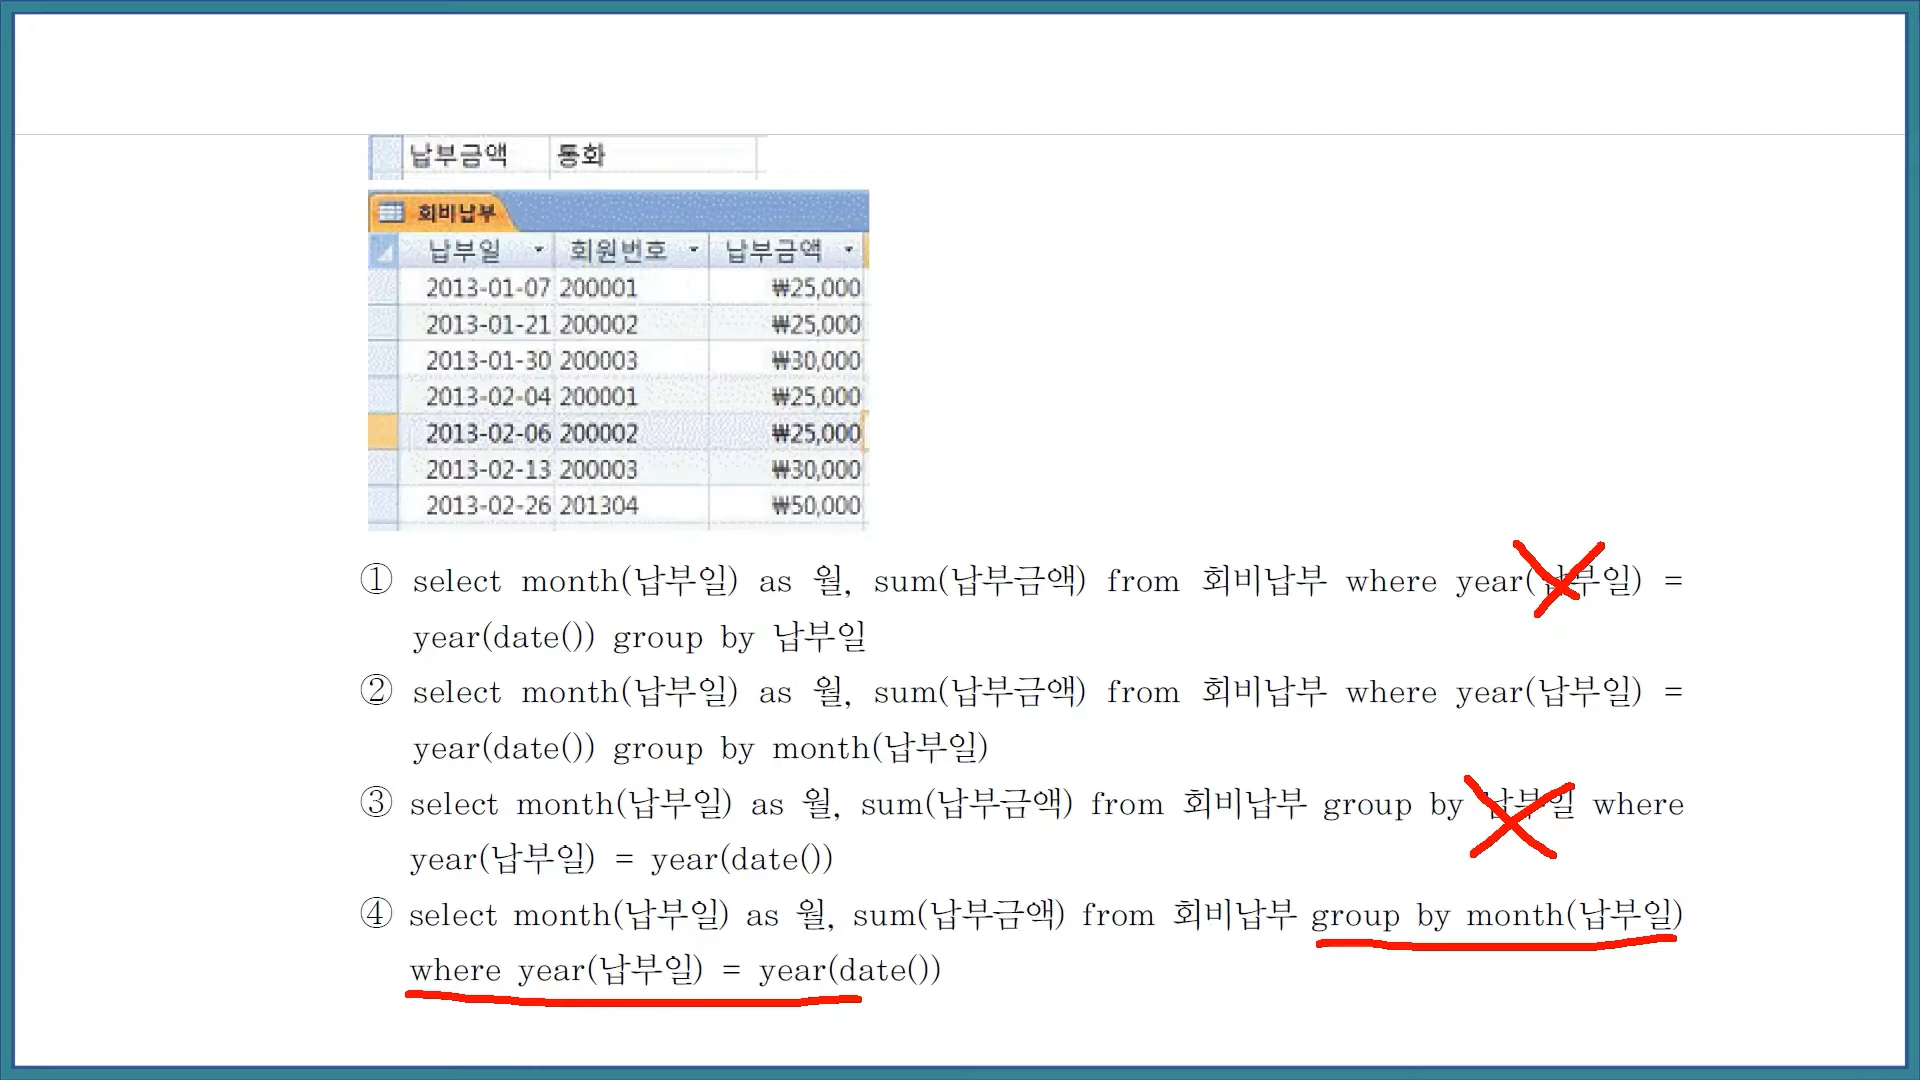 납부금액 통화
회비납부
납부일 회원번호 납부금액
2013-01-07 200001 ₩25,000
2013-01-21 200002 ₩25,000
2013-01-30 200003 ₩30,000
2013-02-04 200001 ₩25,000
2013-02-06 200002 ₩25,000
2013-02-13 200003 ₩30,000
2013-02-26 201304 ₩50,000
① select month(납부일) as 월, sum(납부금액) from 회비납부 where year(납부일) =
year(date()) group by 납부일
② select month(납부일) as 월, sum(납부금액) from 회비납부 where year(납부일) =
year(date()) group by month(납부일)
③ select month(납부일) as 월, sum(납부금액) from 회비납부 group by 납부일 where
year(납부일) = year(date())
④ select month(납부일) as 월, sum(납부금액) from 회비납부 group by month(납부일)
where year(납부일) = year(date())